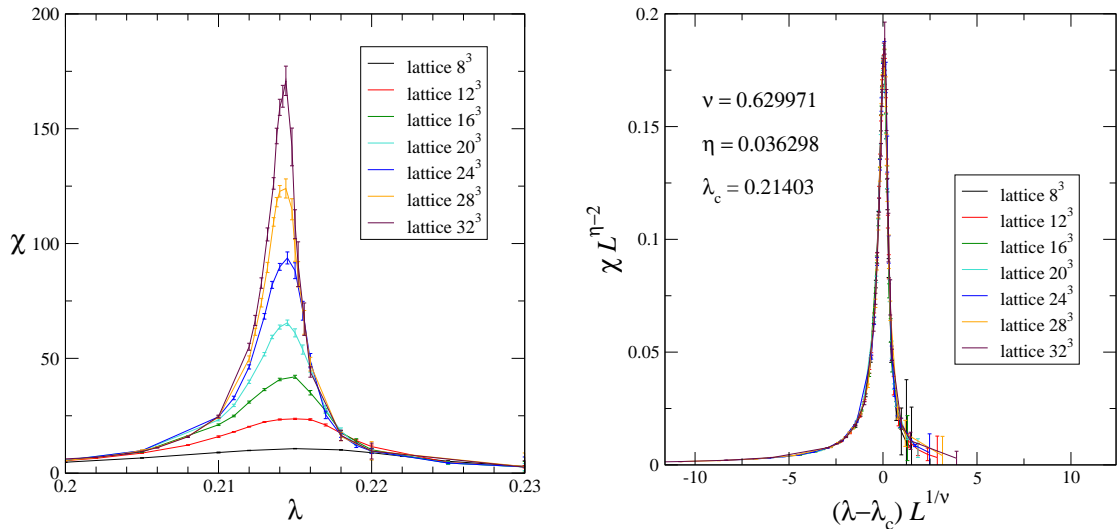 200
150
100
50
0
χ
0.2
0.21
0.22
0.23
λ
lattice 8³
lattice 12³
lattice 16³
lattice 20³
lattice 24³
lattice 28³
lattice 32³
0.2
0.15
0.1
0.05
0
χ L^{η−2}
-10
-5
0
5
10
(λ−λ_c) L^{1/ν}
ν = 0.629971
η = 0.036298
λ_c = 0.21403
lattice 8³
lattice 12³
lattice 16³
lattice 20³
lattice 24³
lattice 28³
lattice 32³